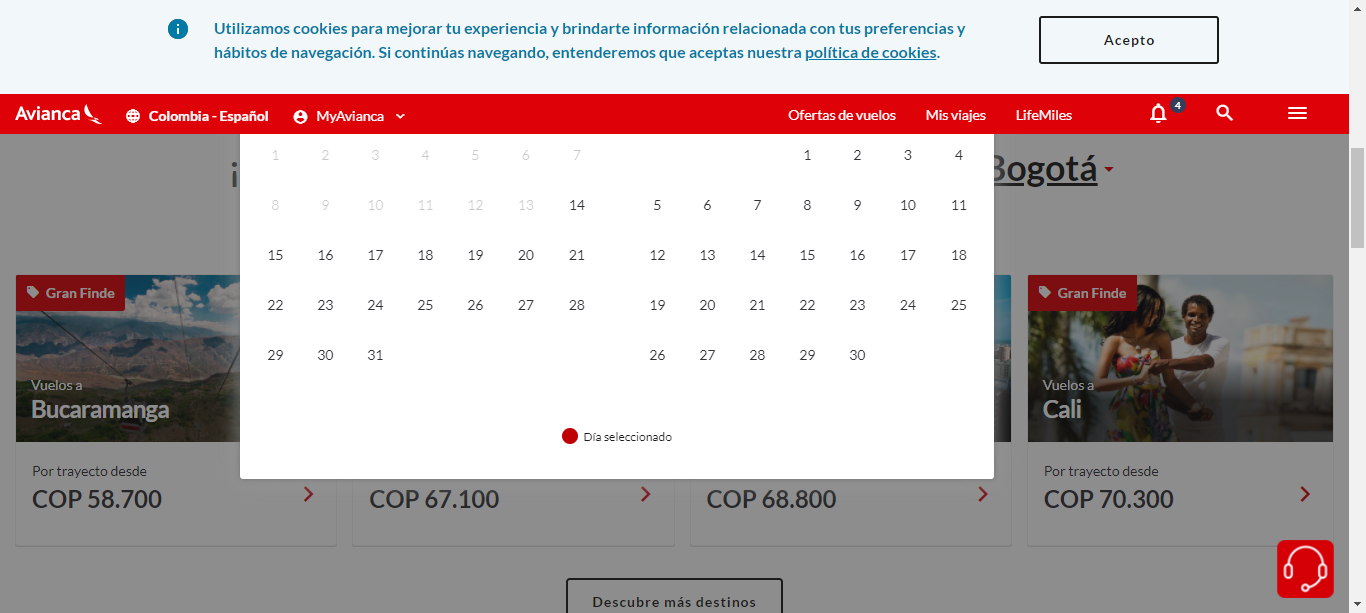 Utilizamos cookies para mejorar tu experiencia y brindarte información relacionada con tus preferencias y
hábitos de navegación. Si continúas navegando, entenderemos que aceptas nuestra política de cookies.
Acepto
Avianca
Colombia - Español
MyAvianca
Ofertas de vuelos
Mis viajes
LifeMiles
4
¡
Bogotá
1 2 3 4 5 6 7
8 9 10 11 12 13 14
15 16 17 18 19 20 21
22 23 24 25 26 27 28
29 30 31
1 2 3 4
5 6 7 8 9 10 11
12 13 14 15 16 17 18
19 20 21 22 23 24 25
26 27 28 29 30
Día seleccionado
Gran Finde
Vuelos a
Bucaramanga
Por trayecto desde
COP 58.700
COP 67.100
COP 68.800
Gran Finde
Vuelos a
Cali
Por trayecto desde
COP 70.300
Descubre más destinos